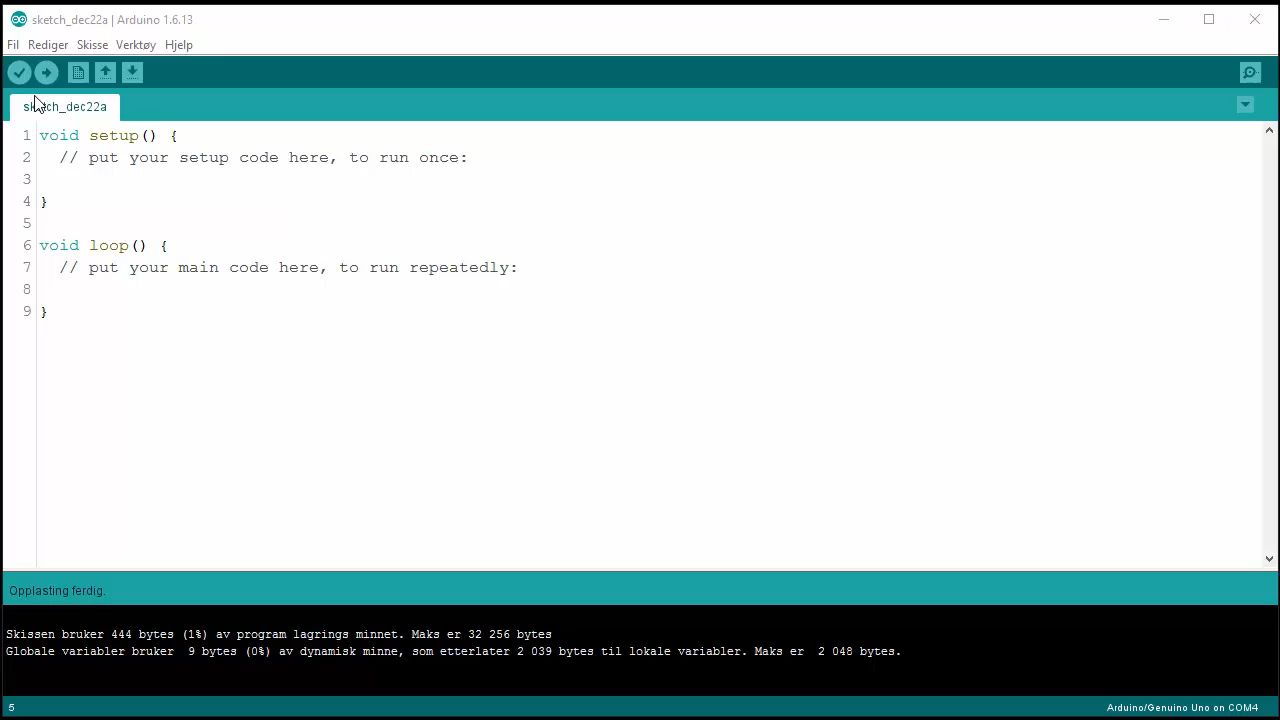 sketch_dec22a | Arduino 1.6.13
Fil Rediger Skisse Verktøy Hjelp
sketch_dec22a
1 void setup() {
2 // put your setup code here, to run once:
3
4 }
5
6 void loop() {
7 // put your main code here, to run repeatedly:
8
9 }
Opplasting ferdig.
Skissen bruker 444 bytes (1%) av program lagrings minnet. Maks er 32 256 bytes
Globale variabler bruker 9 bytes (0%) av dynamisk minne, som etterlater 2 039 bytes til lokale variabler. Maks er 2 048 bytes.
5 Arduino/Genuino Uno on COM4